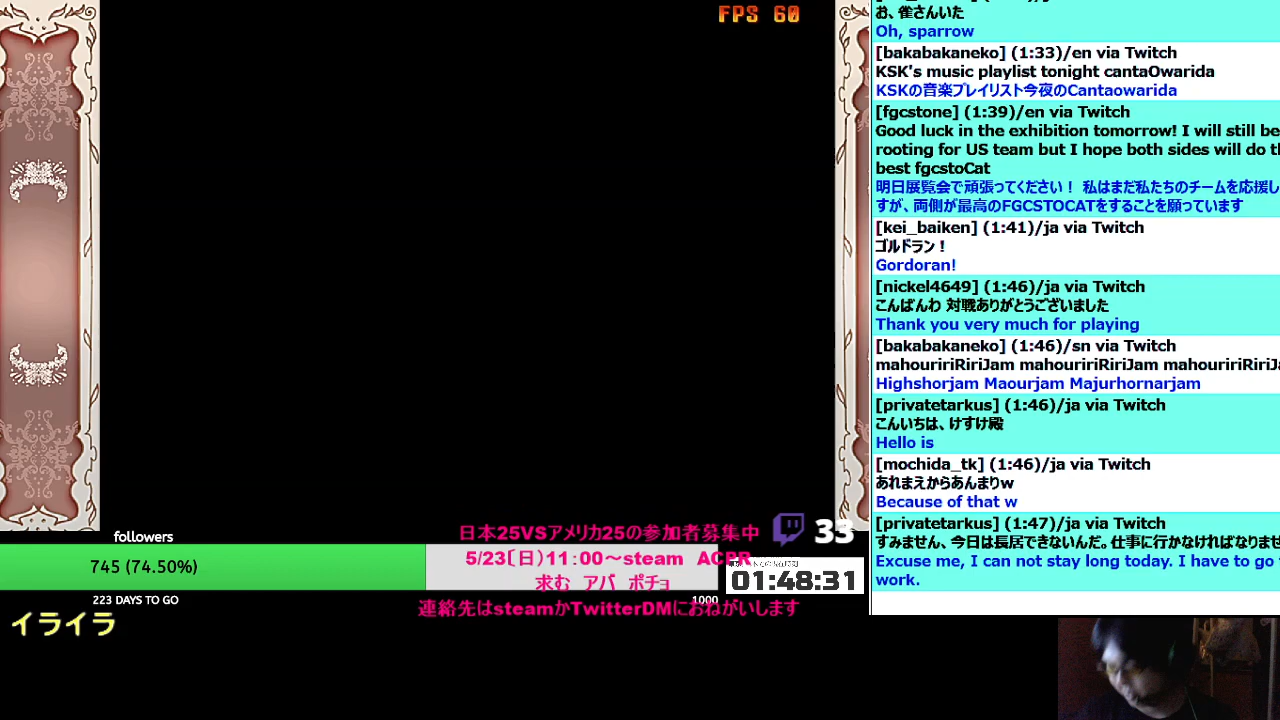 FPS 60
お、雀さんいた
Oh, sparrow
[bakabakaneko] (1:33)/en via Twitch
KSK's music playlist tonight cantaOwarida
KSKの音楽プレイリスト今夜のCantaowarida
[fgcstone] (1:39)/en via Twitch
Good luck in the exhibition tomorrow! I will still be
rooting for US team but I hope both sides will do th
best fgcstoCat
明日展覧会で頑張ってください！ 私はまだ私たちのチームを応援し
すが、両側が最高のFGCSTOCATをすることを願っています
[kei_baiken] (1:41)/ja via Twitch
ゴルドラン！
Gordoran!
[nickel4649] (1:46)/ja via Twitch
こんばんわ 対戦ありがとうございました
Thank you very much for playing
[bakabakaneko] (1:46)/sn via Twitch
mahouririRiriJam mahouririRiriJam mahouririRiriJa
Highshorjam Maourjam Majurhornarjam
[privatetarkus] (1:46)/ja via Twitch
こんいちは、けすけ殿
Hello is
[mochida_tk] (1:46)/ja via Twitch
あれまえからあんまりw
Because of that w
[privatetarkus] (1:47)/ja via Twitch
すみません、今日は長居できないんだ。仕事に行かなければなりませ
Excuse me, I can not stay long today. I have to go
work.
followers
745 (74.50%)
223 DAYS TO GO
1000
日本25VSアメリカ25の参加者募集中
33
5/23〔日〕11：00～steam ACPR
求む アバ ポチョ
連絡先はsteamかTwitterDMにおねがいします
01:48:31
イライラ